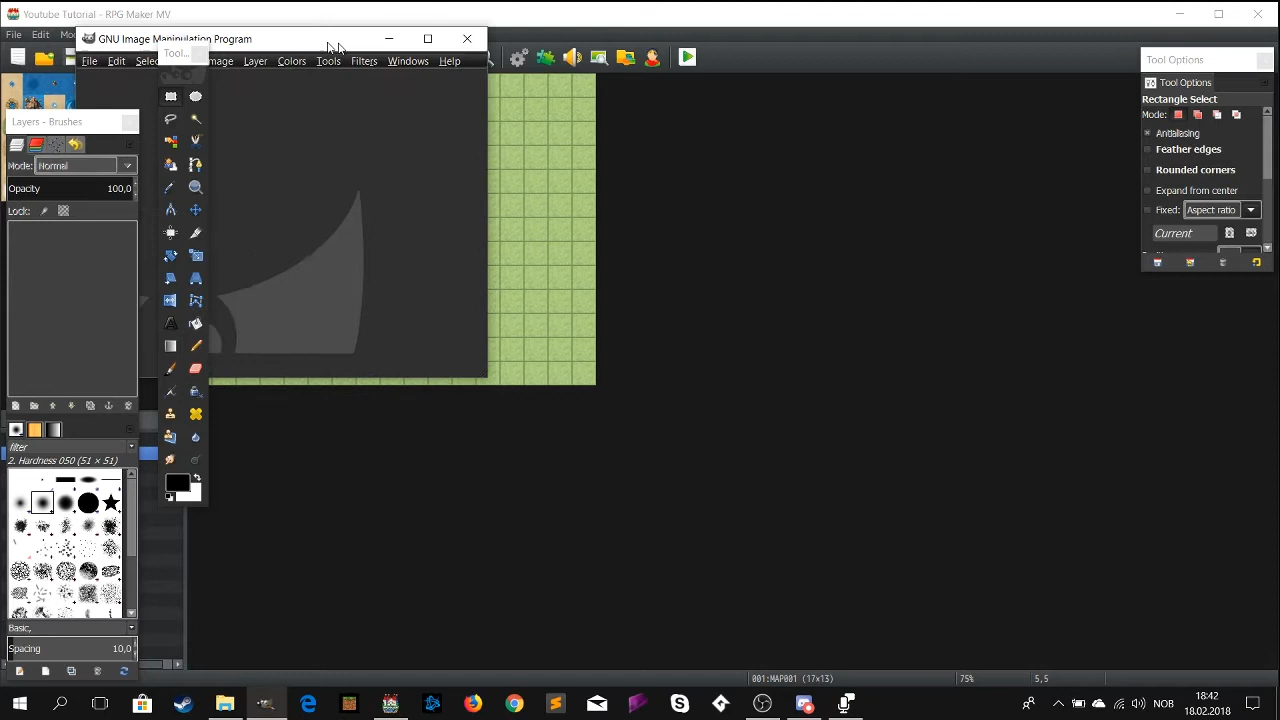 Youtube Tutorial - RPG Maker MV
File Edit Mo
GNU Image Manipulation Program
Tool...
File Edit Selec Image Layer Colors Tools Filters Windows Help
Tool Options
Tool Options
Rectangle Select
Mode:
Antialiasing
Feather edges
Rounded corners
Expand from center
Fixed: Aspect ratio
Current
Layers - Brushes
Mode: Normal
Opacity 100,0
Lock:
filter
2. Hardness 050 (51 × 51)
Basic,
Spacing 10,0
001:MAP001 (17x13) 75% 5,5
NOB
18:42
18.02.2018